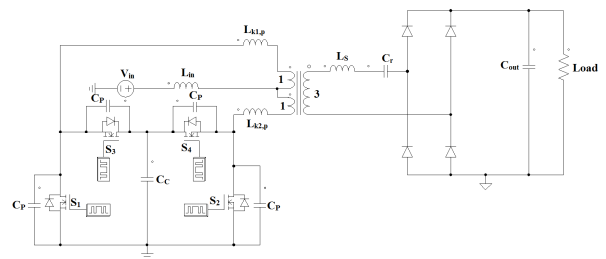 Lk1,p
Vin
Lin
CP
CP
1
1
3
LS
Cr
Cout
Load
Lk2,p
S3
S4
CC
CP
S1
S2
CP